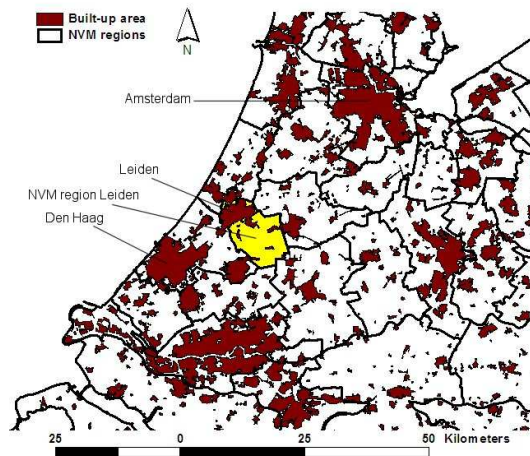 Built-up area
NVM regions
N
Amsterdam
Leiden
NVM region Leiden
Den Haag
25 0 25 50 Kilometers